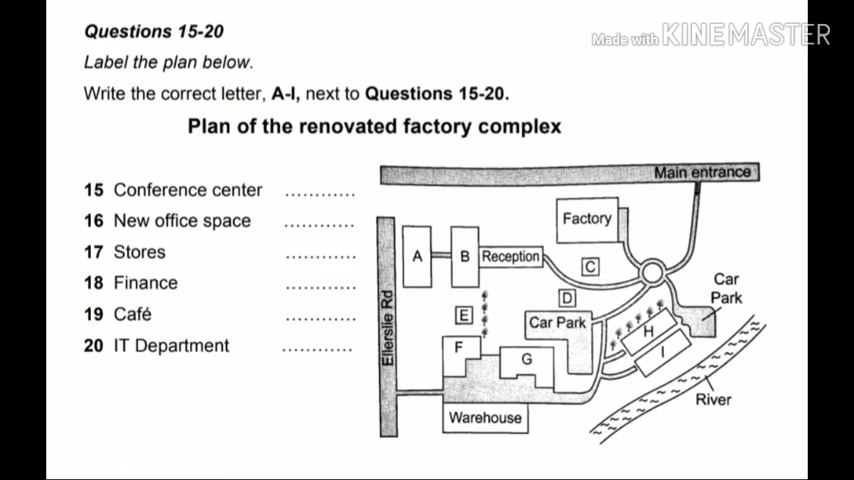 Made with KINEMASTER
Questions 15-20
Label the plan below.
Write the correct letter, A-I, next to Questions 15-20.
Plan of the renovated factory complex
15 Conference center ............
16 New office space ............
17 Stores ............
18 Finance ............
19 Café ............
20 IT Department ............
Main entrance
Factory
A
B
Reception
C
D
Car
Park
E
Car Park
Ellerslie Rd
F
G
H
I
River
Warehouse